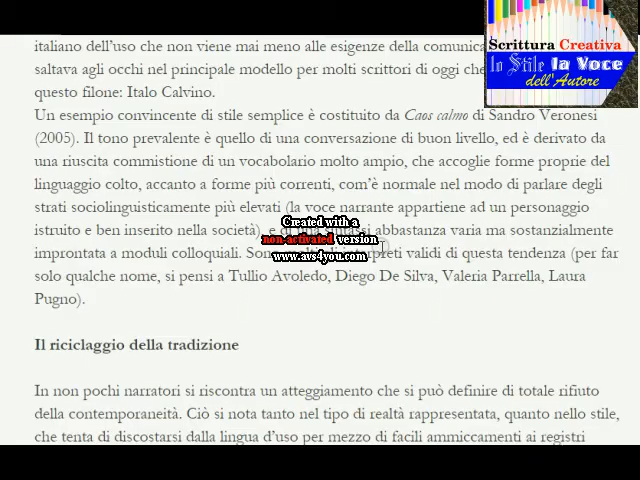 italiano dell'uso che non viene mai meno alle esigenze della
saltava agli occhi nel principale modello per molti scrittori di oggi
questo filone: Italo Calvino.
Un esempio convincente di stile semplice è costituito da Caos calmo di Sandro Veronesi
(2005). Il tono prevalente è quello di una conversazione di buon livello, ed è derivato da
una riuscita commistione di un vocabolario molto ampio, che accoglie forme proprie del
linguaggio colto, accanto a forme più correnti, com'è normale nel modo di parlare degli
strati sociolinguisticamente più elevati (la voce narrante appartiene ad un personaggio
istruito e ben inserito nella società), e abbastanza varia ma sostanzialmente
improntata a moduli colloquiali. interpreti validi di questa tendenza (per far
solo qualche nome, si pensi a Tullio Avoledo, Diego De Silva, Valeria Parrella, Laura
Pugno).
Il riciclaggio della tradizione
In non pochi narratori si riscontra un atteggiamento che si può definire di totale rifiuto
della contemporaneità. Ciò si nota tanto nel tipo di realtà rappresentata, quanto nello stile,
che tenta di discostarsi dalla lingua d'uso per mezzo di facili ammiccamenti ai registri
Scrittura Creativa
lo Stile la Voce
dell'Autore
Created with a
non-activated version
www.avs4you.com